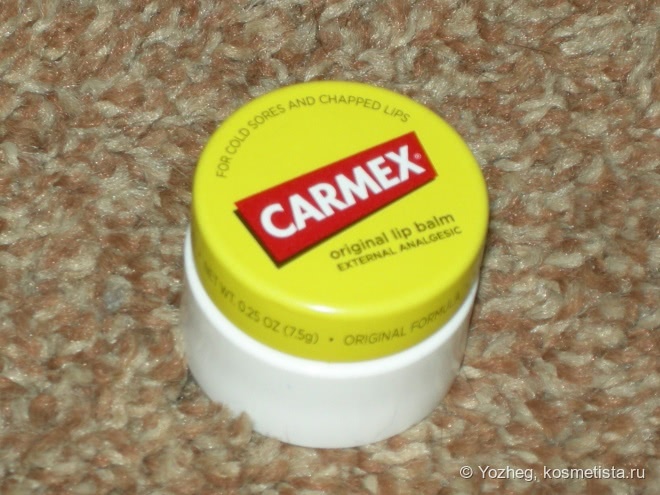 FOR COLD SORES AND CHAPPED LIPS
CARMEX®
original lip balm
EXTERNAL ANALGESIC
NET WT. 0.25 OZ (7.5g) • ORIGINAL FORMULA
© Yozheg, kosmetista.ru